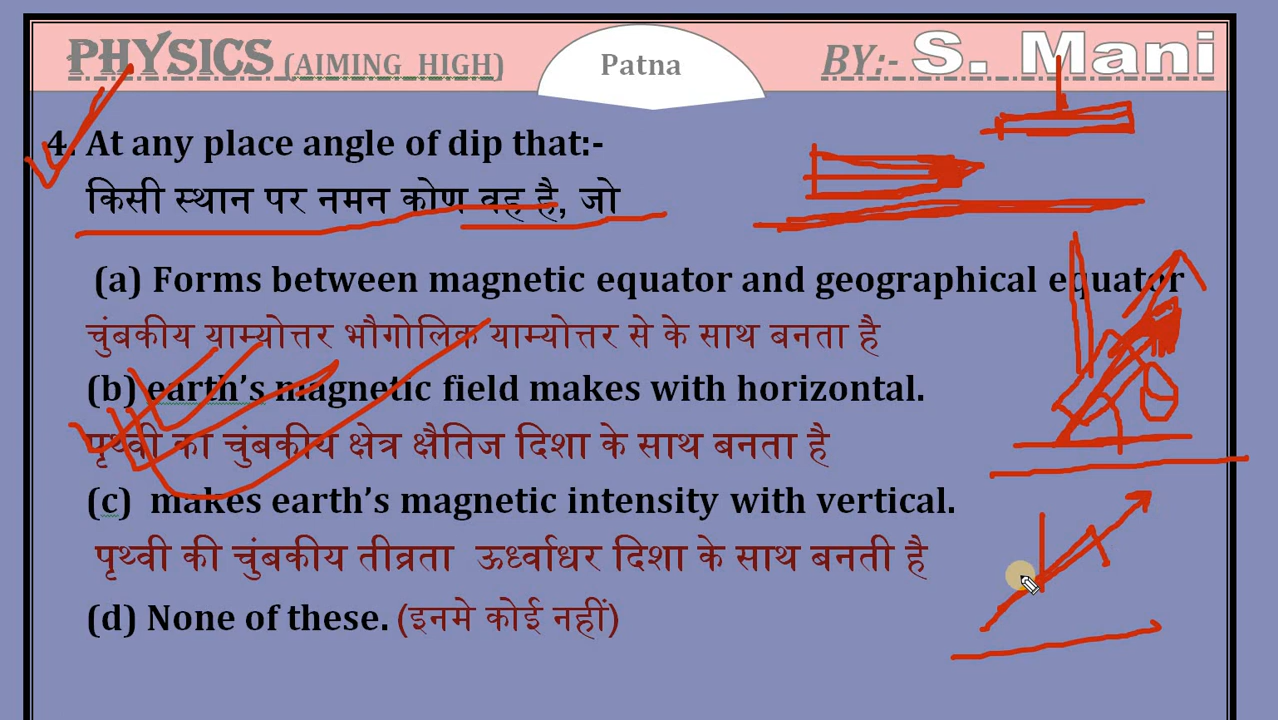 PHYSICS (AIMING HIGH) Patna BY:- S. Mani
4. At any place angle of dip that:-
किसी स्थान पर नमन कोण वह है, जो
(a) Forms between magnetic equator and geographical equator
चुंबकीय याम्योत्तर भौगोलिक याम्योत्तर से के साथ बनता है
(b) earth's magnetic field makes with horizontal.
पृथ्वी का चुंबकीय क्षेत्र क्षैतिज दिशा के साथ बनता है
(c) makes earth's magnetic intensity with vertical.
पृथ्वी की चुंबकीय तीव्रता ऊर्ध्वाधर दिशा के साथ बनती है
(d) None of these. (इनमे कोई नहीं)